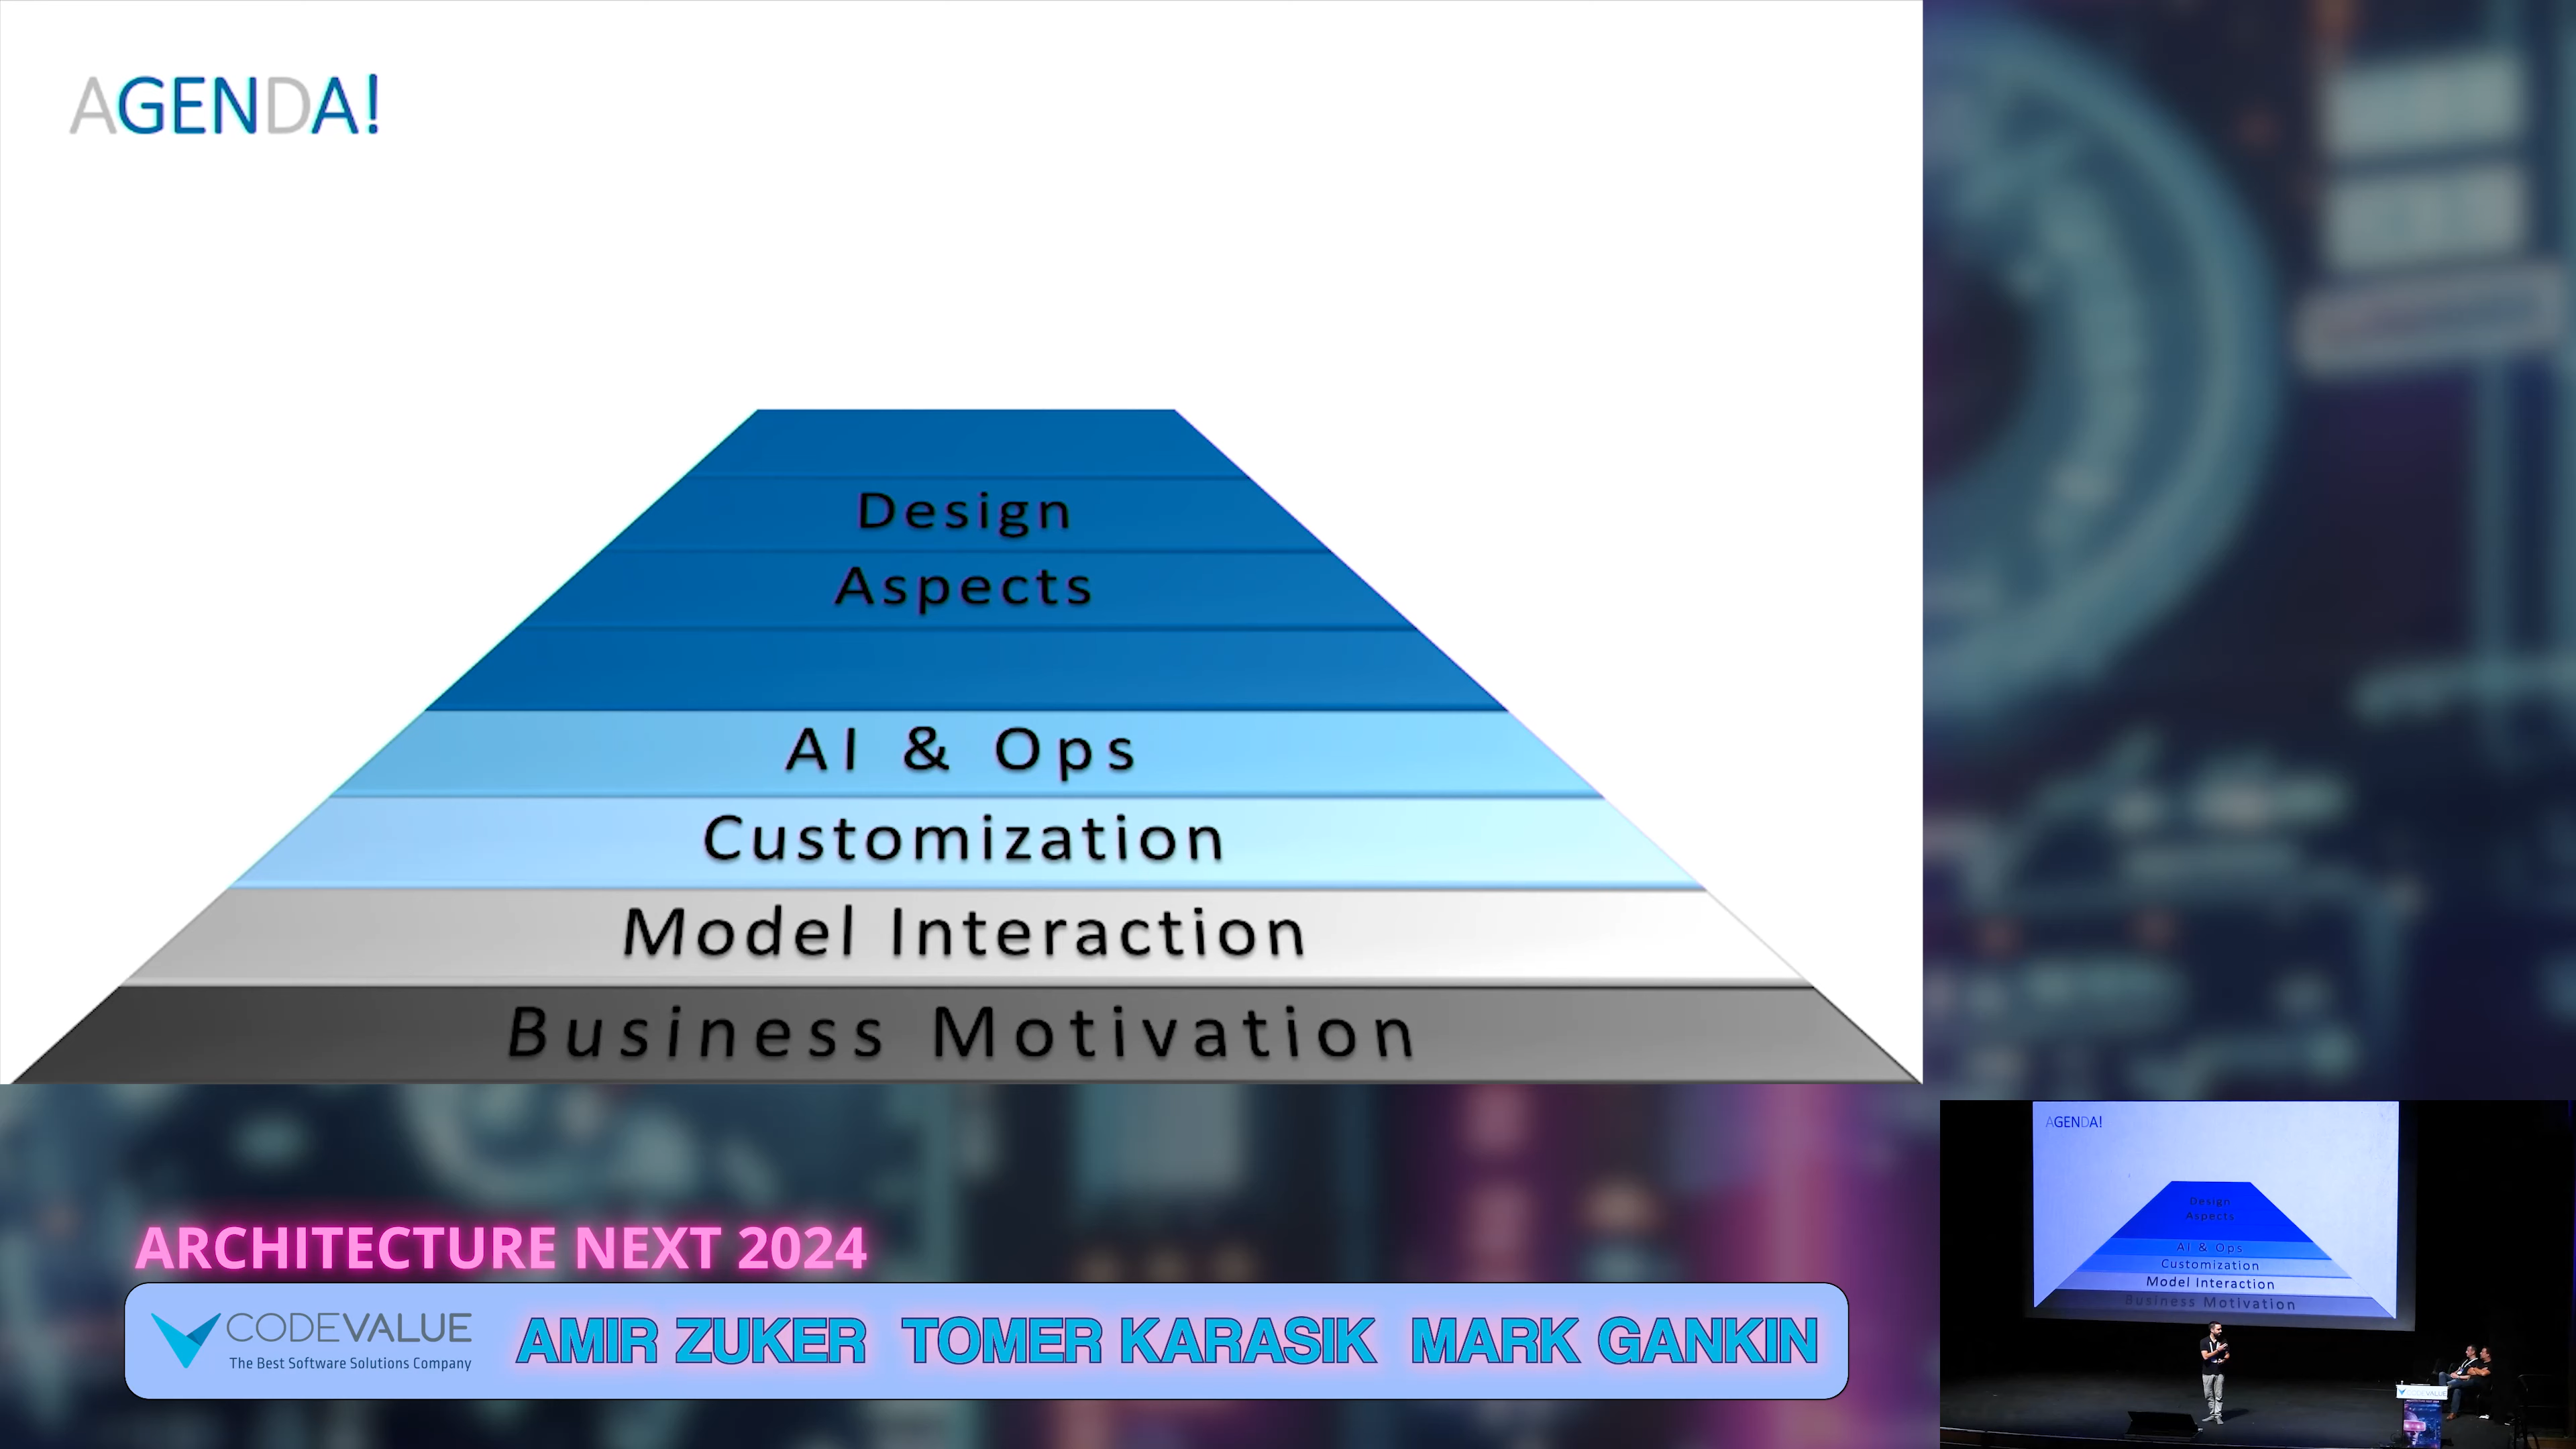 AGENDA!
Design
Aspects
AI & Ops
Customization
Model Interaction
Business Motivation
ARCHITECTURE NEXT 2024
CODEVALUE
The Best Software Solutions Company
AMIR ZUKER TOMER KARASIK MARK GANKIN
AGENDA!
Design
Aspects
AI & Ops
Customization
Model Interaction
Business Motivation
CODEVALUE